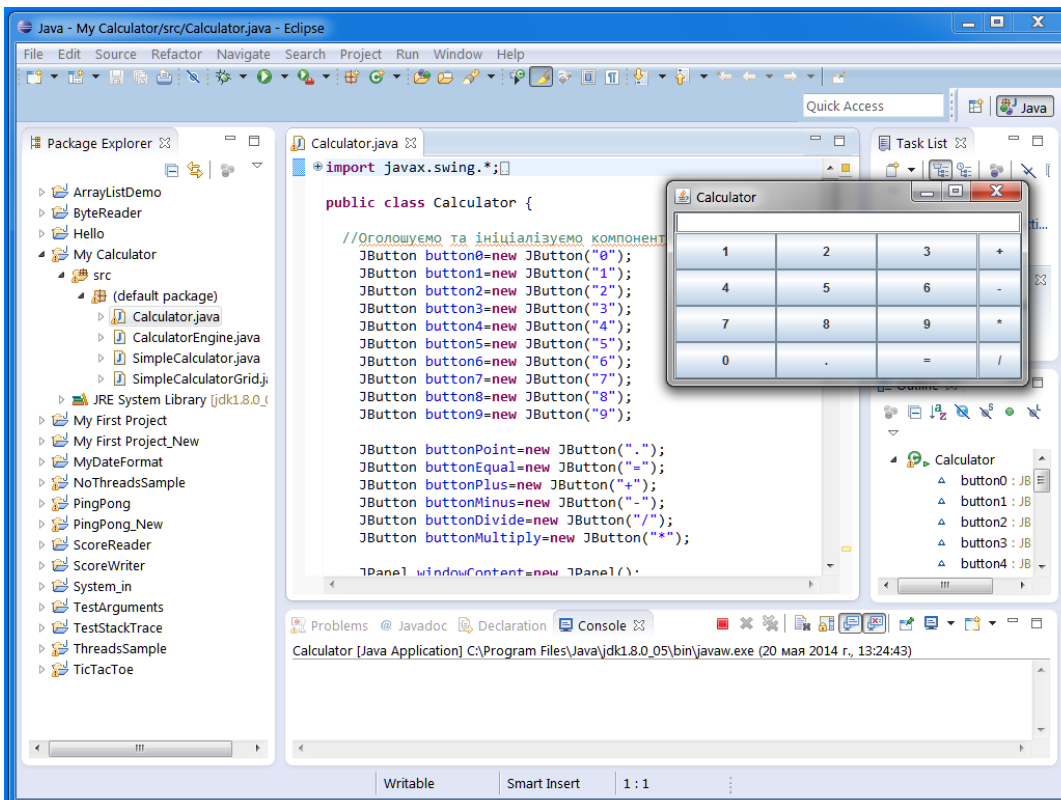 Java - My Calculator/src/Calculator.java - Eclipse
File Edit Source Refactor Navigate Search Project Run Window Help
Quick Access
Java
Package Explorer
ArrayListDemo
ByteReader
Hello
My Calculator
src
(default package)
Calculator.java
CalculatorEngine.java
SimpleCalculator.java
SimpleCalculatorGrid.ja
JRE System Library [jdk1.8.0_0
My First Project
My First Project_New
MyDateFormat
NoThreadsSample
PingPong
PingPong_New
ScoreReader
ScoreWriter
System_in
TestArguments
TestStackTrace
ThreadsSample
TicTacToe
Calculator.java
import javax.swing.*;
public class Calculator {
//Оголошуємо та ініціалізуємо компонент
JButton button0=new JButton("0");
JButton button1=new JButton("1");
JButton button2=new JButton("2");
JButton button3=new JButton("3");
JButton button4=new JButton("4");
JButton button5=new JButton("5");
JButton button6=new JButton("6");
JButton button7=new JButton("7");
JButton button8=new JButton("8");
JButton button9=new JButton("9");
JButton buttonPoint=new JButton(".");
JButton buttonEqual=new JButton("=");
JButton buttonPlus=new JButton("+");
JButton buttonMinus=new JButton("-");
JButton buttonDivide=new JButton("/");
JButton buttonMultiply=new JButton("*");
JPanel windowContent=new JPanel();
Task List
Calculator
1 2 3 +
4 5 6 -
7 8 9 *
0 . = /
Outline
Calculator
button0 : JB
button1 : JB
button2 : JB
button3 : JB
button4 : JB
Problems @ Javadoc Declaration Console
Calculator [Java Application] C:\Program Files\Java\jdk1.8.0_05\bin\javaw.exe (20 мая 2014 г., 13:24:43)
Writable Smart Insert 1 : 1